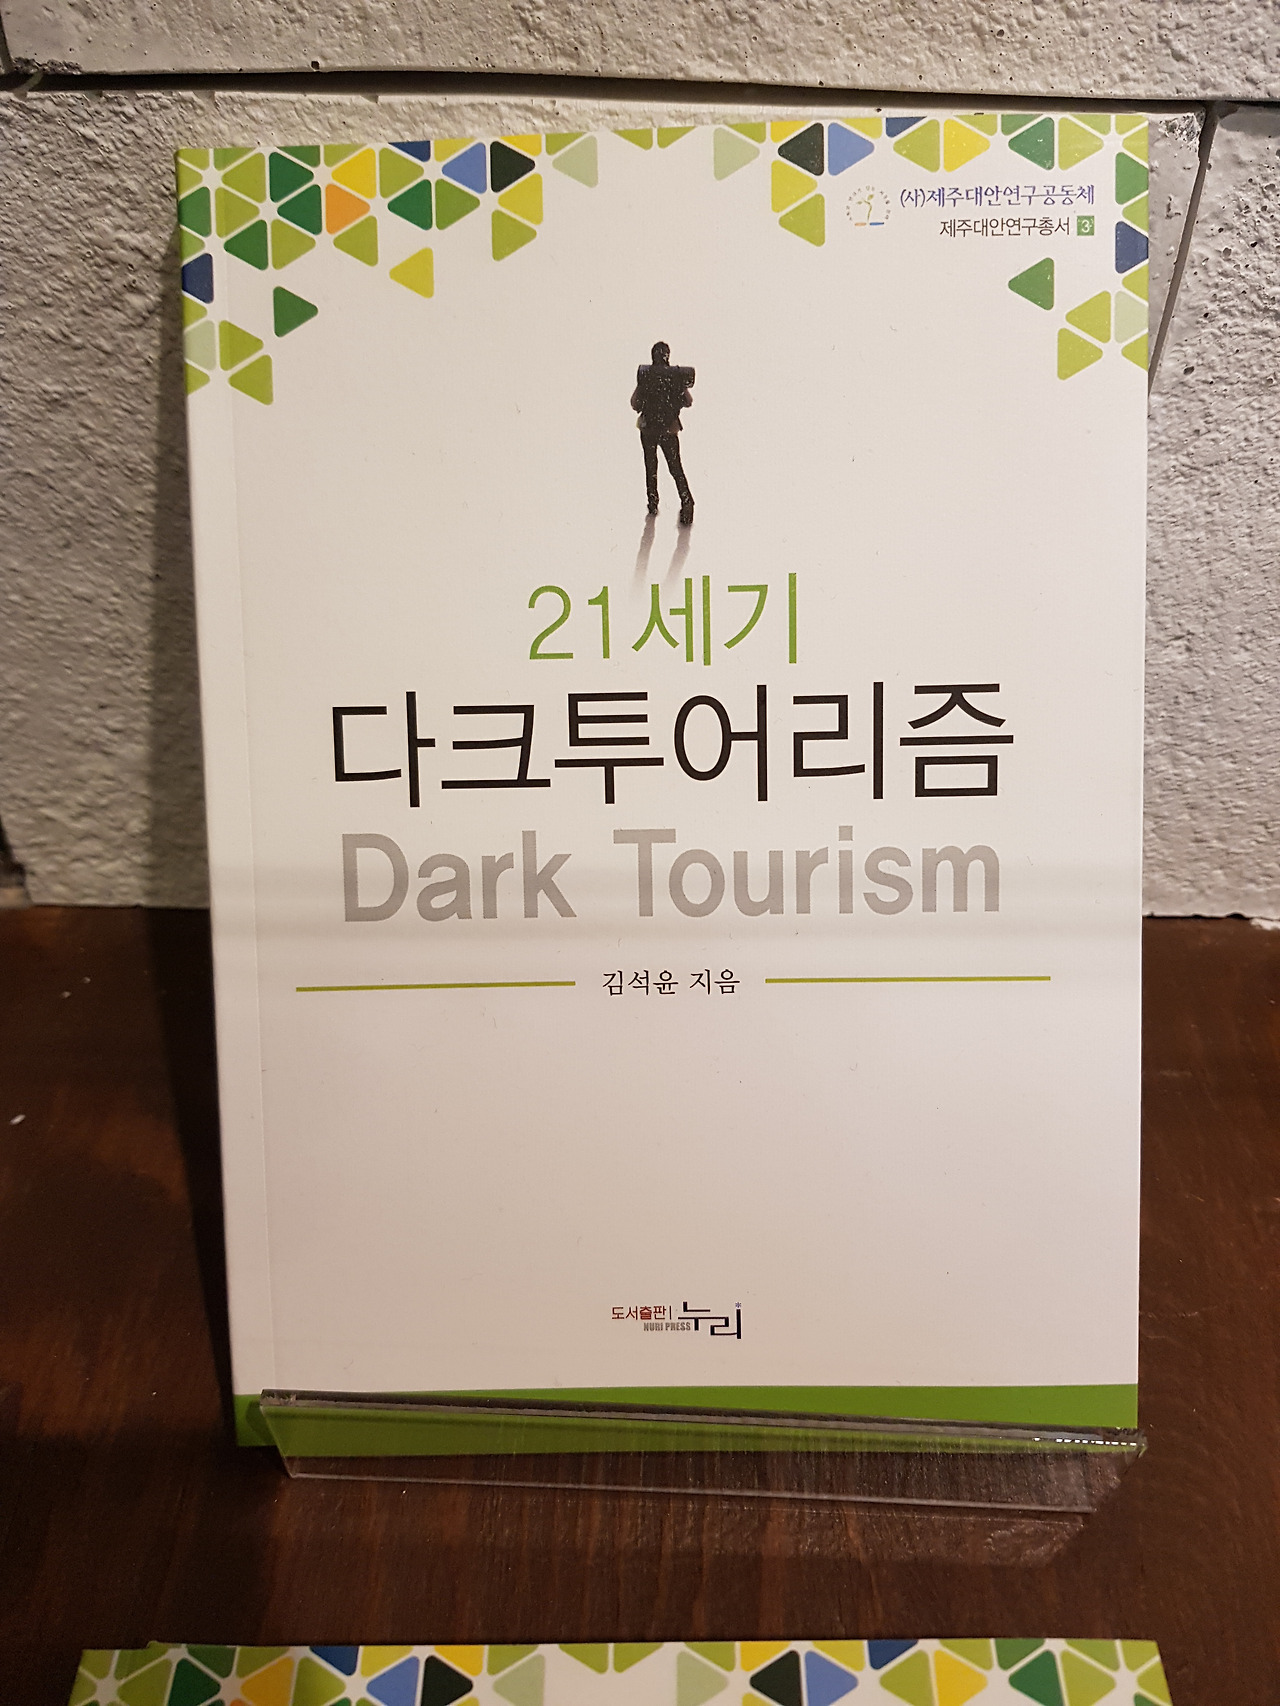 (사)제주대안연구공동체
제주대안연구총서 3
21세기
다크투어리즘
Dark Tourism
김석윤 지음
도서출판 누리
NURI PRESS